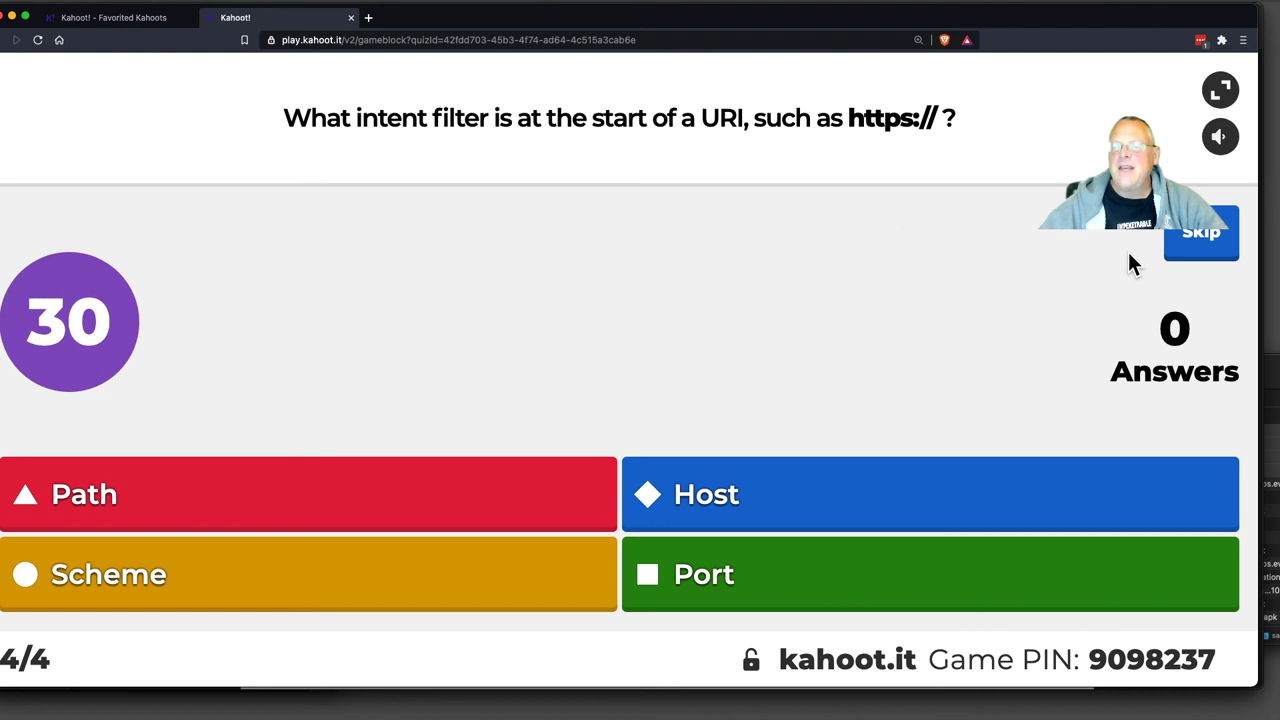 Kahoot! - Favorited Kahoots
Kahoot!
play.kahoot.it/v2/gameblock?quizId=42fdd703-45b3-4f74-ad64-4c515a3cab6e
What intent filter is at the start of a URI, such as https:// ?
Skip
30
0
Answers
Path
Host
Scheme
Port
4/4
kahoot.it Game PIN: 9098237